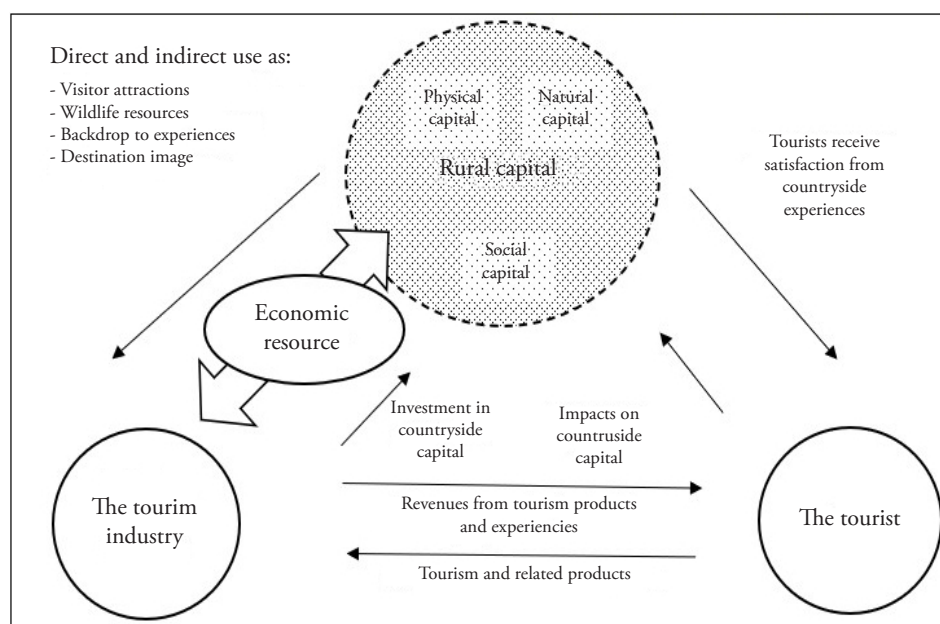 Direct and indirect use as:
- Visitor attractions
- Wildlife resources
- Backdrop to experiences
- Destination image
Physical
capital
Natural
capital
Rural capital
Social
capital
Tourists receive
satisfaction from
countryside
experiences
Economic
resource
Investment in
countryside
capital
Impacts on
countruside
capital
The tourim
industry
Revenues from tourism products
and experiencies
Tourism and related products
The tourist